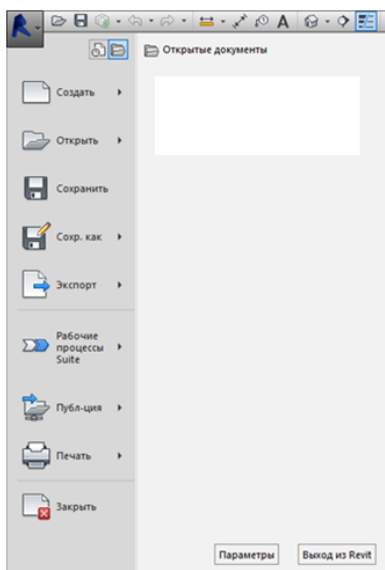 A
Открытые документы
Создать
Открыть
Сохранить
Сохр. как
Экспорт
Рабочие
процессы
Suite
Публ-ция
Печать
Закрыть
Параметры
Выход из Revit